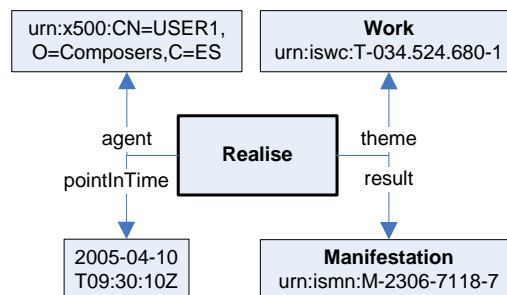 urn:x500:CN=USER1,
O=Composers,C=ES
Work
urn:iswc:T-034.524.680-1
agent
pointInTime
Realise
theme
result
2005-04-10
T09:30:10Z
Manifestation
urn:ismn:M-2306-7118-7